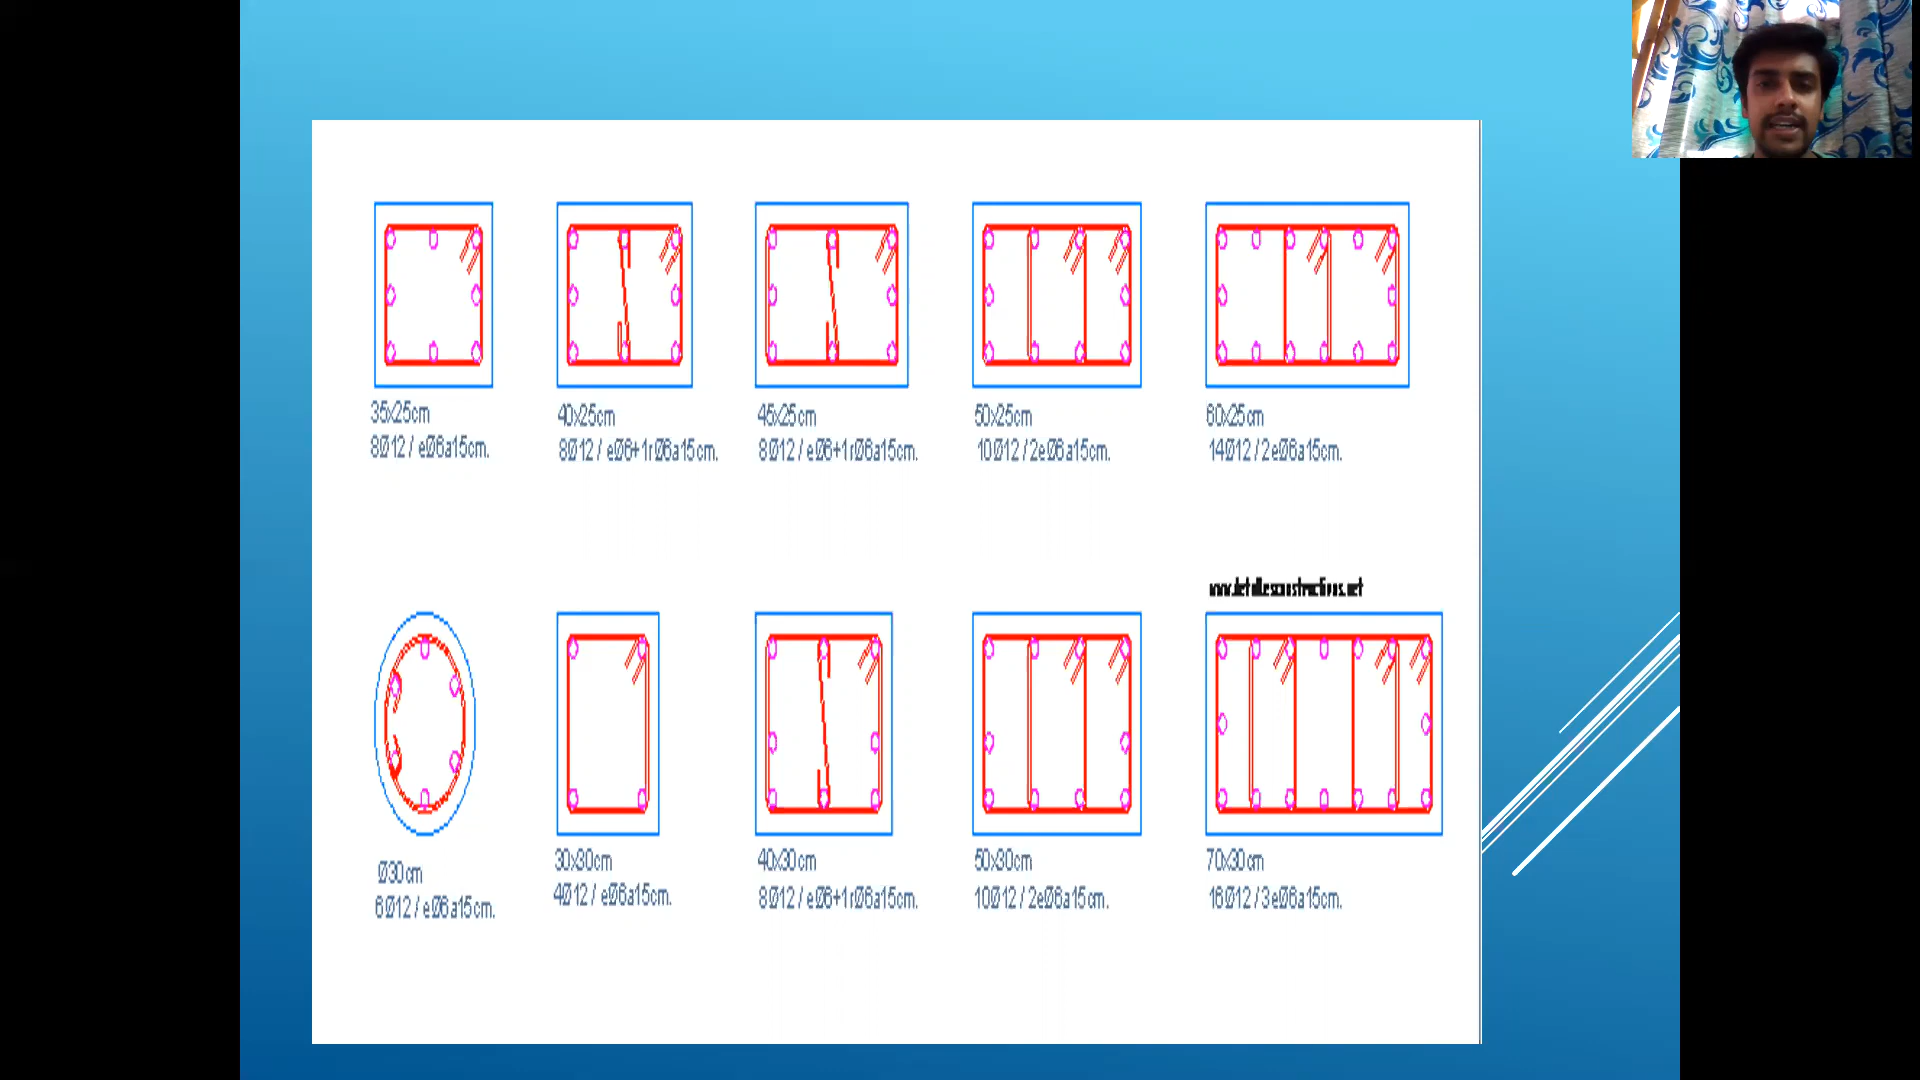 35x25cm
8Ø12 / eØ6a15cm.
40x25cm
8Ø12 / eØ6+1rØ6a15cm.
45x25cm
8Ø12 / eØ6+1rØ6a15cm.
50x25cm
10Ø12 / 2eØ6a15cm.
60x25cm
14Ø12 / 2eØ6a15cm.
www.detallesconstructivos.net
Ø30cm
6Ø12 / eØ6a15cm.
30x30cm
4Ø12 / eØ6a15cm.
40x30cm
8Ø12 / eØ6+1rØ6a15cm.
50x30cm
10Ø12 / 2eØ6a15cm.
70x30cm
16Ø12 / 3eØ6a15cm.